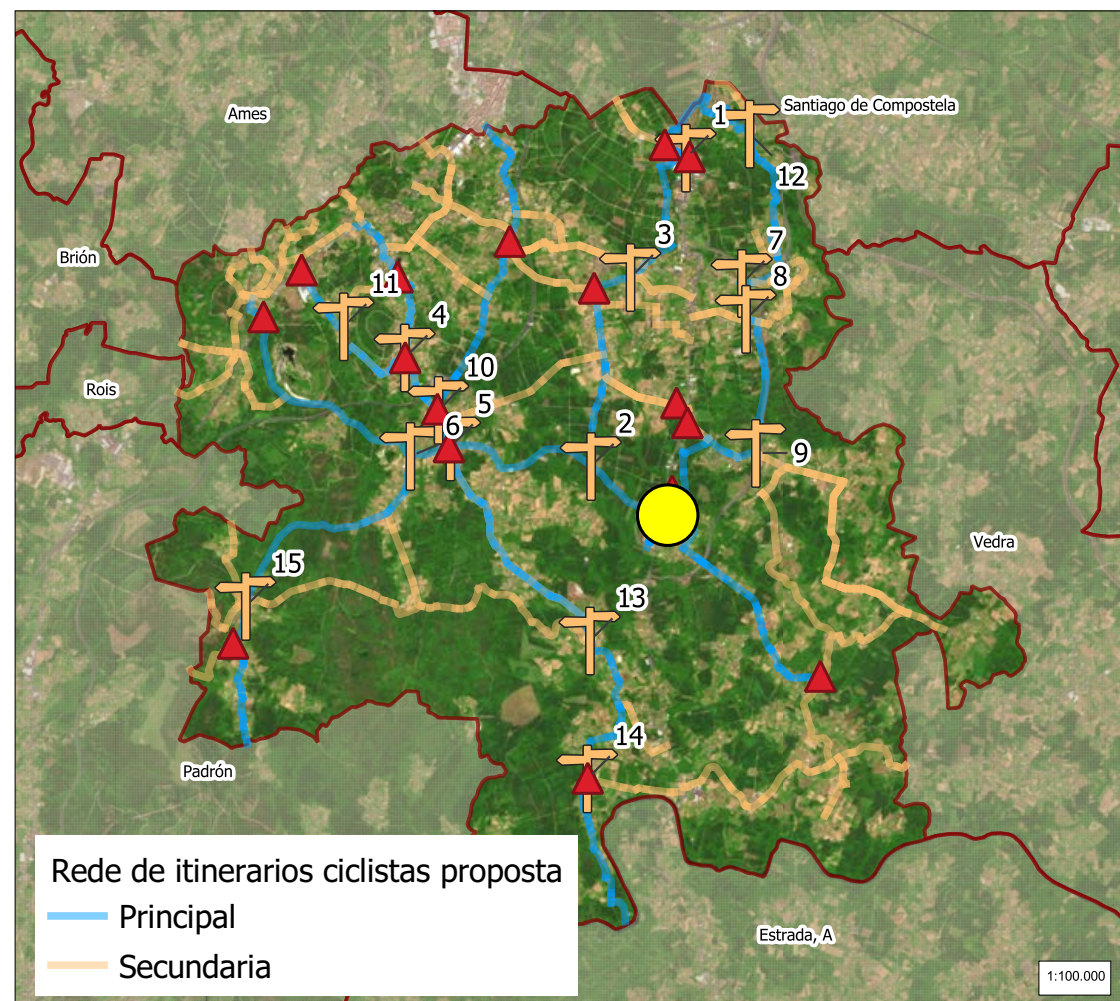 Santiago de Compostela
Ames
1
12
3
7
Brión
8
11
4
10
Rois
5
6
2
9
Vedra
15
13
14
Padrón
Rede de itinerarios ciclistas proposta
Principal
Estrada, A
Secundaria
1:100.000